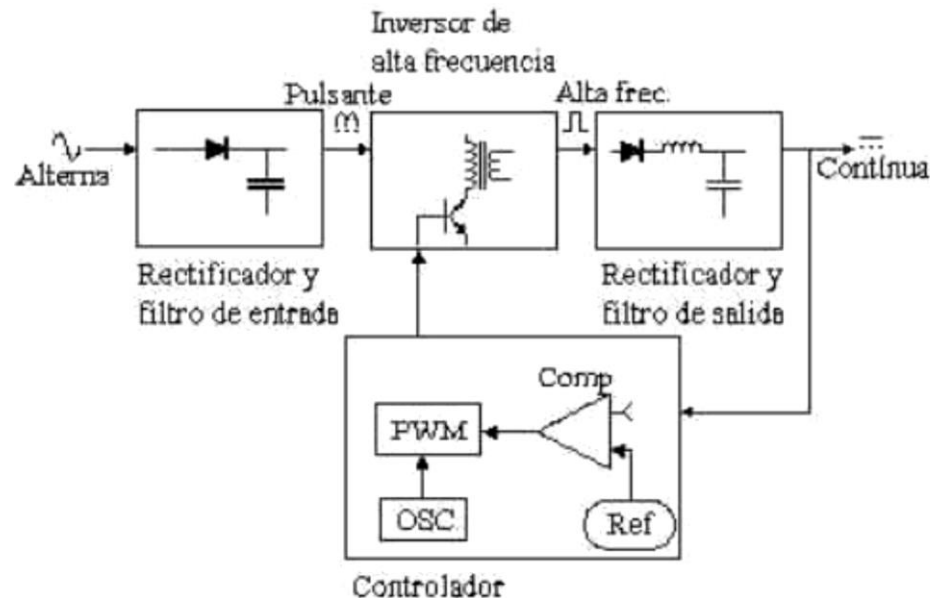 Inversor de
alta frecuencia
Pulsante
Alta frec.
Alterna
Contínua
Rectificador y
filtro de entrada
Rectificador y
filtro de salida
Comp
PWM
OSC
Ref
Controlador